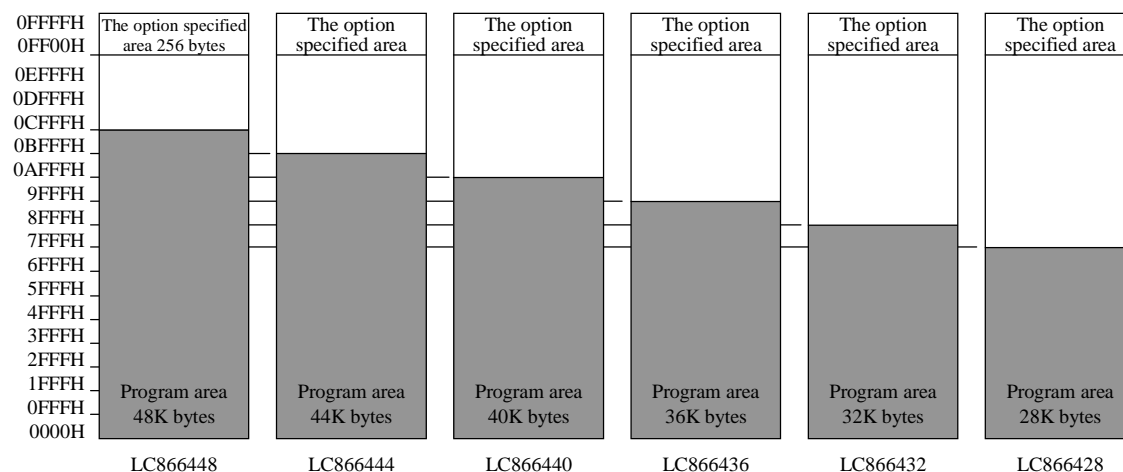 0FFFFH
0FF00H
0EFFFH
0DFFFH
0CFFFH
0BFFFH
0AFFFH
9FFFH
8FFFH
7FFFH
6FFFH
5FFFH
4FFFH
3FFFH
2FFFH
1FFFH
0FFFH
0000H
The option specified
area 256 bytes
Program area
48K bytes
LC866448
The option
specified area
Program area
44K bytes
LC866444
The option
specified area
Program area
40K bytes
LC866440
The option
specified area
Program area
36K bytes
LC866436
The option
specified area
Program area
32K bytes
LC866432
The option
specified area
Program area
28K bytes
LC866428